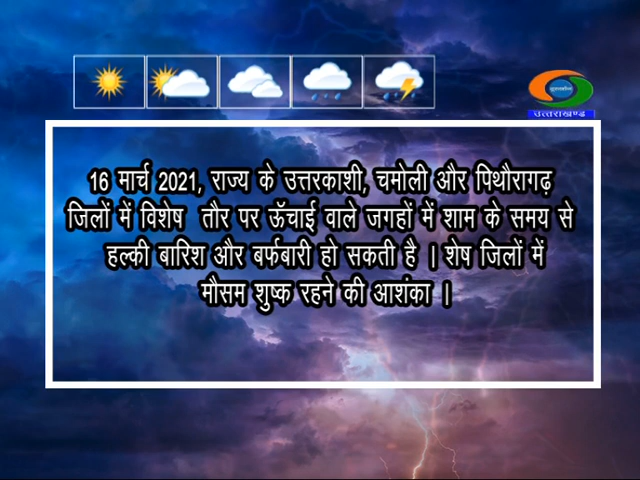 उत्तराखण्ड
16 मार्च 2021, राज्य के उत्तरकाशी, चमोली और पिथौरागढ़
जिलों में विशेष तौर पर ऊँचाई वाले जगहों में शाम के समय से
हल्की बारिश और बर्फबारी हो सकती है ।  शेष जिलों में
मौसम शुष्क रहने की आशंका ।